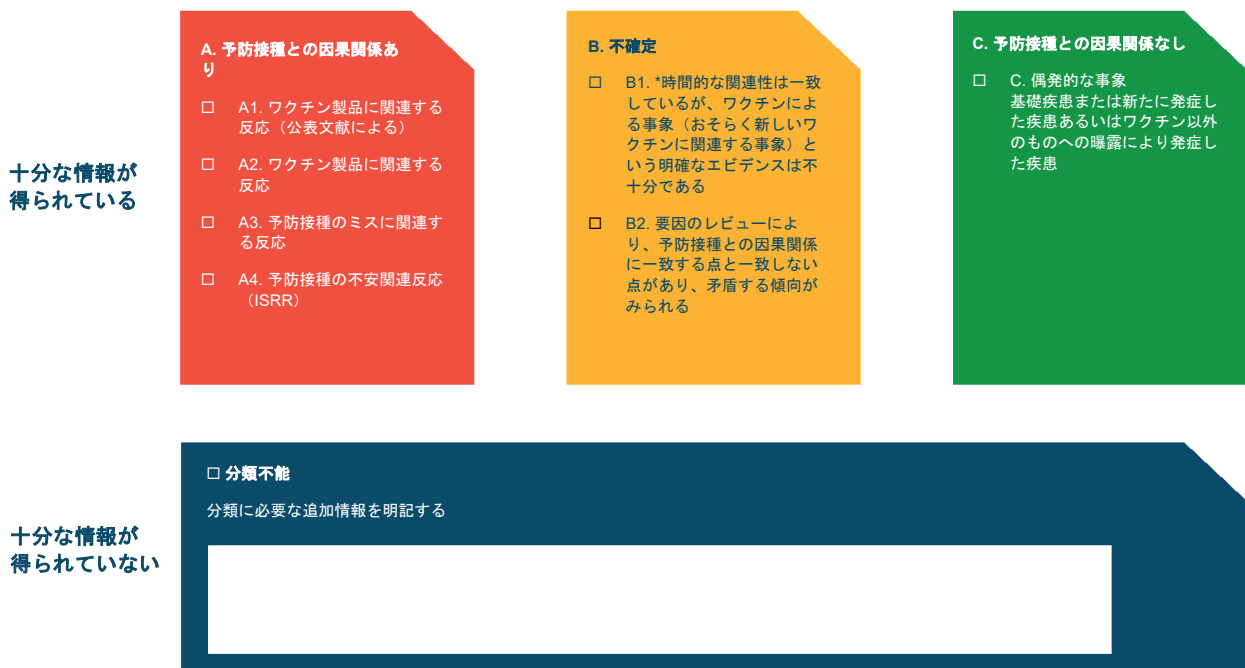 十分な情報が
得られている
A. 予防接種との因果関係あ
り
□ A1. ワクチン製品に関連する
反応（公表文献による）
□ A2. ワクチン製品に関連する
反応
□ A3. 予防接種のミスに関連す
る反応
□ A4. 予防接種の不安関連反応
（ISRR）
B. 不確定
□ B1. *時間的な関連性は一致
しているが、ワクチンによ
る事象（おそらく新しいワ
クチンに関連する事象）と
いう明確なエビデンスは不
十分である
□ B2. 要因のレビューによ
り、予防接種との因果関係
に一致する点と一致しない
点があり、矛盾する傾向が
みられる
C. 予防接種との因果関係なし
□ C. 偶発的な事象
基礎疾患または新たに発症し
た疾患あるいはワクチン以外
のものへの曝露により発症し
た疾患
十分な情報が
得られていない
□ 分類不能
分類に必要な追加情報を明記する